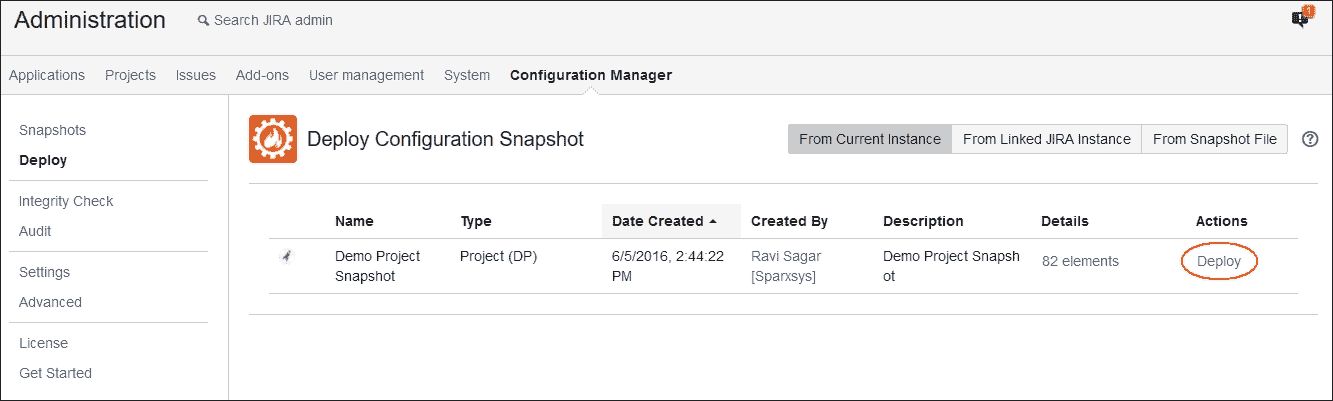 Administration
Search JIRA admin
1
Applications Projects Issues Add-ons User management System Configuration Manager
Snapshots
Deploy
Integrity Check
Audit
Settings
Advanced
License
Get Started
Deploy Configuration Snapshot
From Current Instance From Linked JIRA Instance From Snapshot File ?
Name Type Date Created Created By Description Details Actions
Demo Project Project (DP) 6/5/2016, 2:44:22 Ravi Sagar Demo Project Snapsh 82 elements Deploy
Snapshot PM [Sparxsys] ot